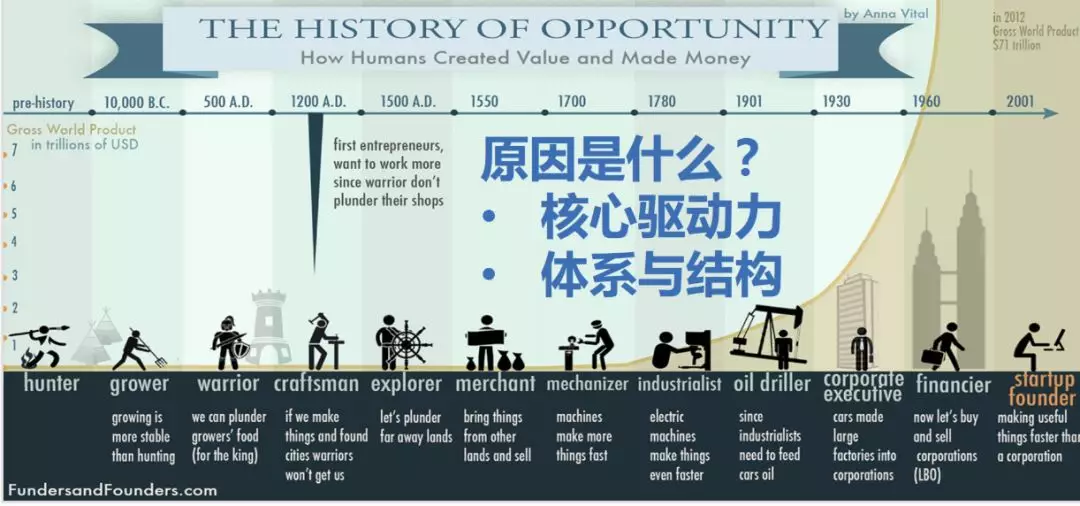 THE HISTORY OF OPPORTUNITY
by Anna Vital
How Humans Created Value and Made Money
in 2012
Gross World Product
$71 trillion
pre-history
10,000 B.C.
500 A.D.
1200 A.D.
1500 A.D.
1550
1700
1780
1901
1930
1960
2001
Gross World Product
in trillions of USD
7
6
5
4
3
2
1
first entrepreneurs,
want to work more
since warrior don't
plunder their shops
原因是什么？
• 核心驱动力
• 体系与结构
hunter
grower
growing is
more stable
than hunting
warrior
we can plunder
growers' food
(for the king)
craftsman
if we make
things and found
cities warriors
won't get us
explorer
let's plunder
far away lands
merchant
bring things
from other
lands and sell
mechanizer
machines
make more
things fast
industrialist
electric
machines
make things
even faster
oil driller
since
industrialists
need to feed
cars oil
corporate
executive
cars made
large
factories into
corporations
financier
now let's buy
and sell
corporations
(LBO)
startup
founder
making useful
things faster than
a corporation
FundersandFounders.com